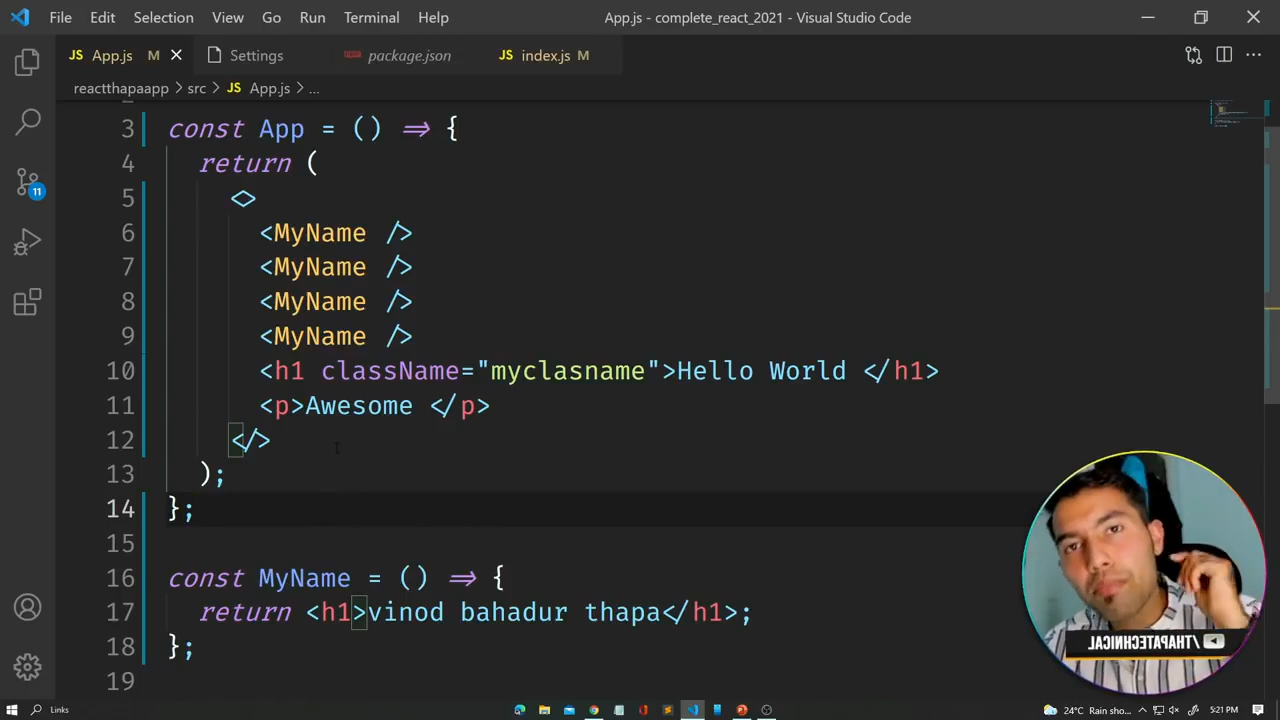 File Edit Selection View Go Run Terminal Help App.js - complete_react_2021 - Visual Studio Code
JS App.js M Settings package.json JS index.js M
reactthapaapp > src > JS App.js > ...
3 const App = () => {
4 return (
5 <>
6 <MyName />
7 <MyName />
8 <MyName />
9 <MyName />
10 <h1 className="myclasname">Hello World </h1>
11 <p>Awesome </p>
12 </>
13 );
14 };
15
16 const MyName = () => {
17 return <h1>vinod bahadur thapa</h1>;
18 };
19
11
/THAPATECHNICAL
Links 24°C Rain sho... 5:21 PM